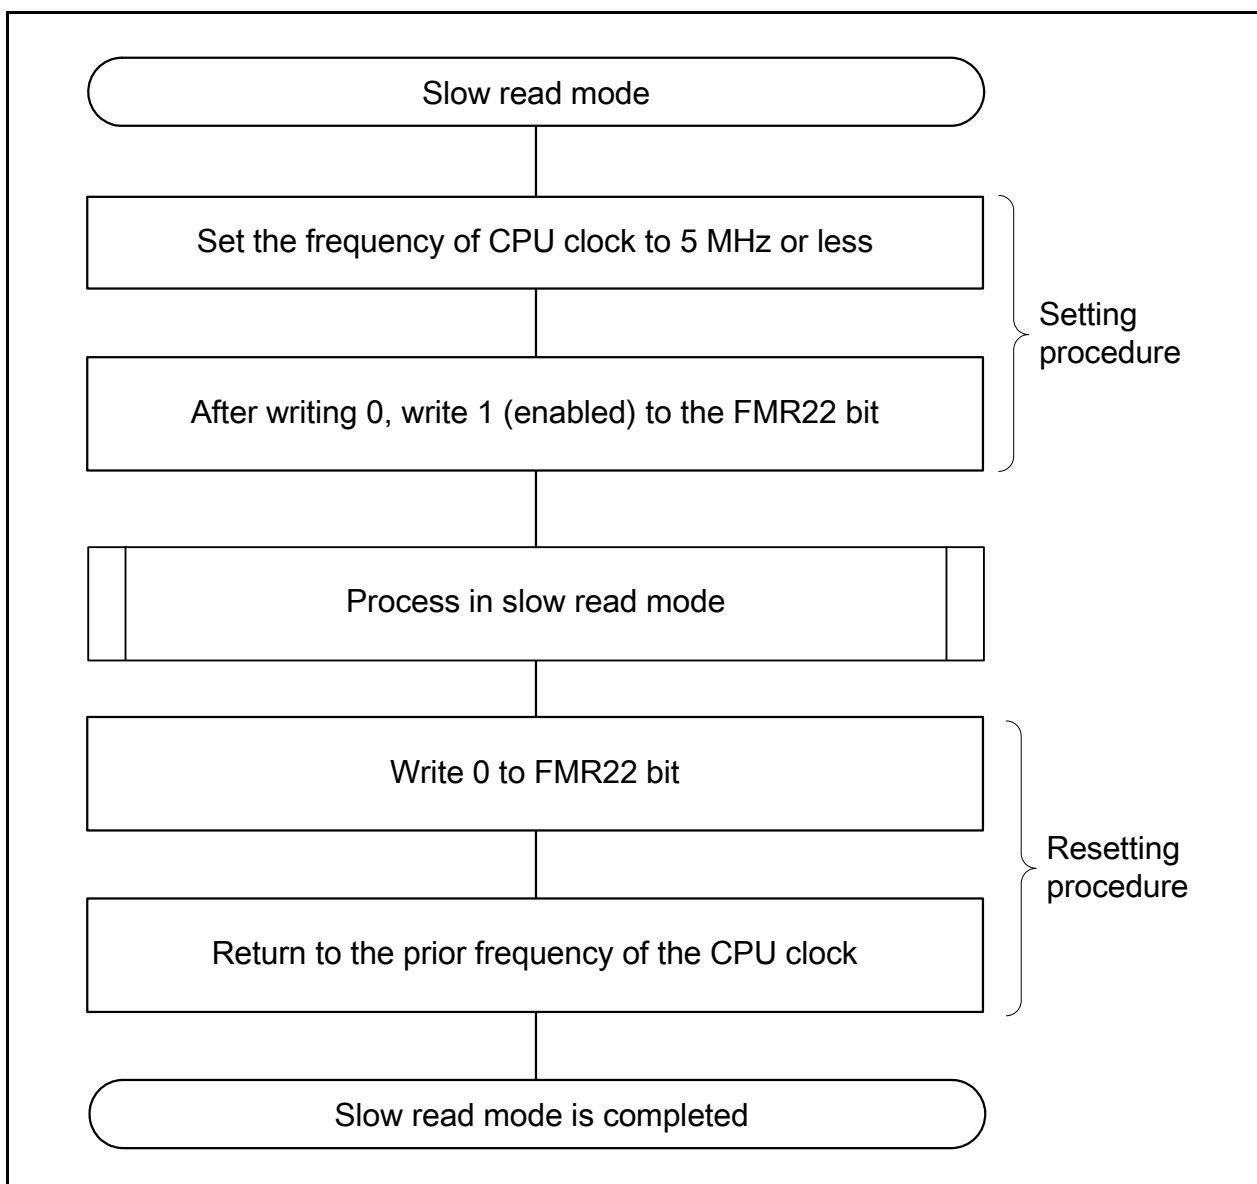 Slow read mode
Set the frequency of CPU clock to 5 MHz or less
Setting
procedure
After writing 0, write 1 (enabled) to the FMR22 bit
Process in slow read mode
Write 0 to FMR22 bit
Resetting
procedure
Return to the prior frequency of the CPU clock
Slow read mode is completed